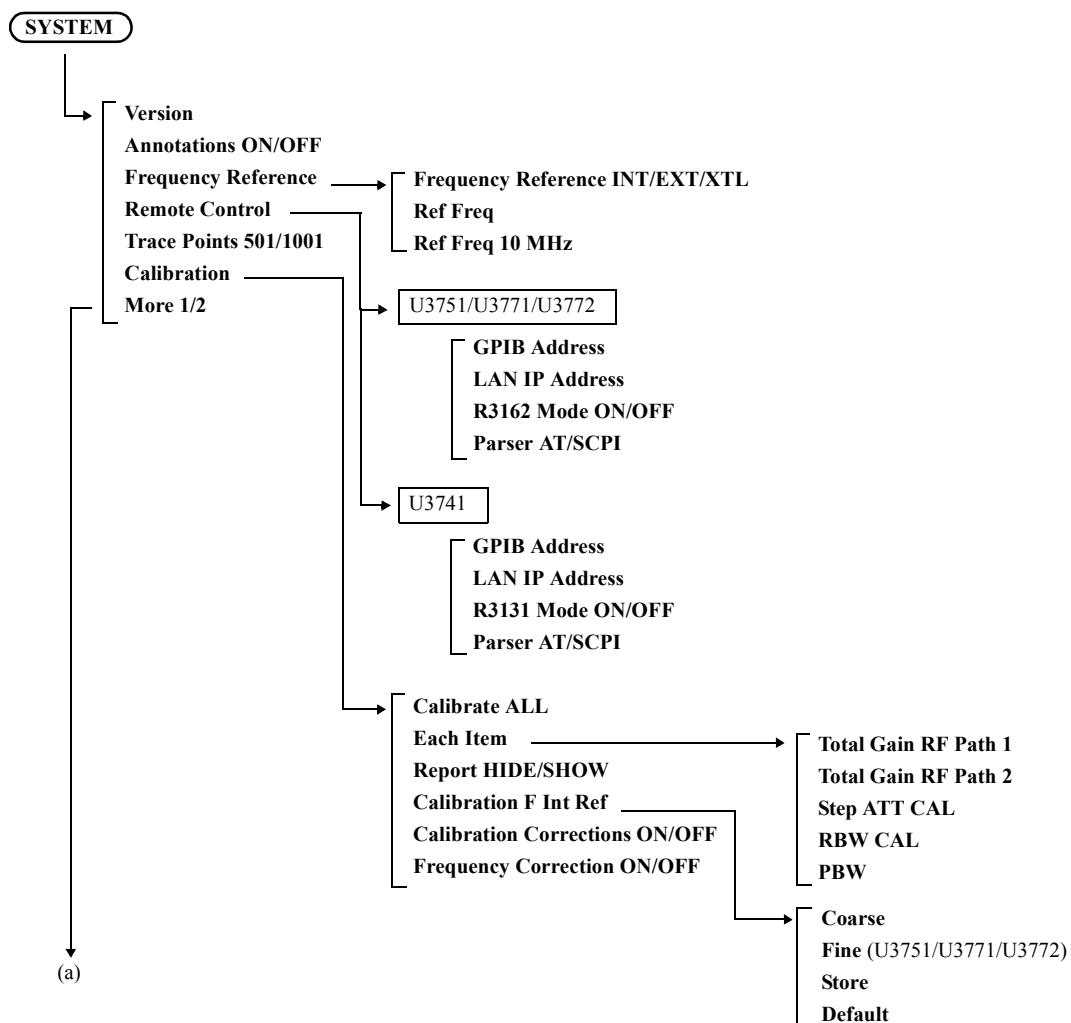 SYSTEM
Version
Annotations ON/OFF
Frequency Reference
Remote Control
Trace Points 501/1001
Calibration
More 1/2
Frequency Reference INT/EXT/XTL
Ref Freq
Ref Freq 10 MHz
U3751/U3771/U3772
GPIB Address
LAN IP Address
R3162 Mode ON/OFF
Parser AT/SCPI
U3741
GPIB Address
LAN IP Address
R3131 Mode ON/OFF
Parser AT/SCPI
Calibrate ALL
Each Item
Report HIDE/SHOW
Calibration F Int Ref
Calibration Corrections ON/OFF
Frequency Correction ON/OFF
Total Gain RF Path 1
Total Gain RF Path 2
Step ATT CAL
RBW CAL
PBW
Coarse
Fine (U3751/U3771/U3772)
Store
Default
(a)